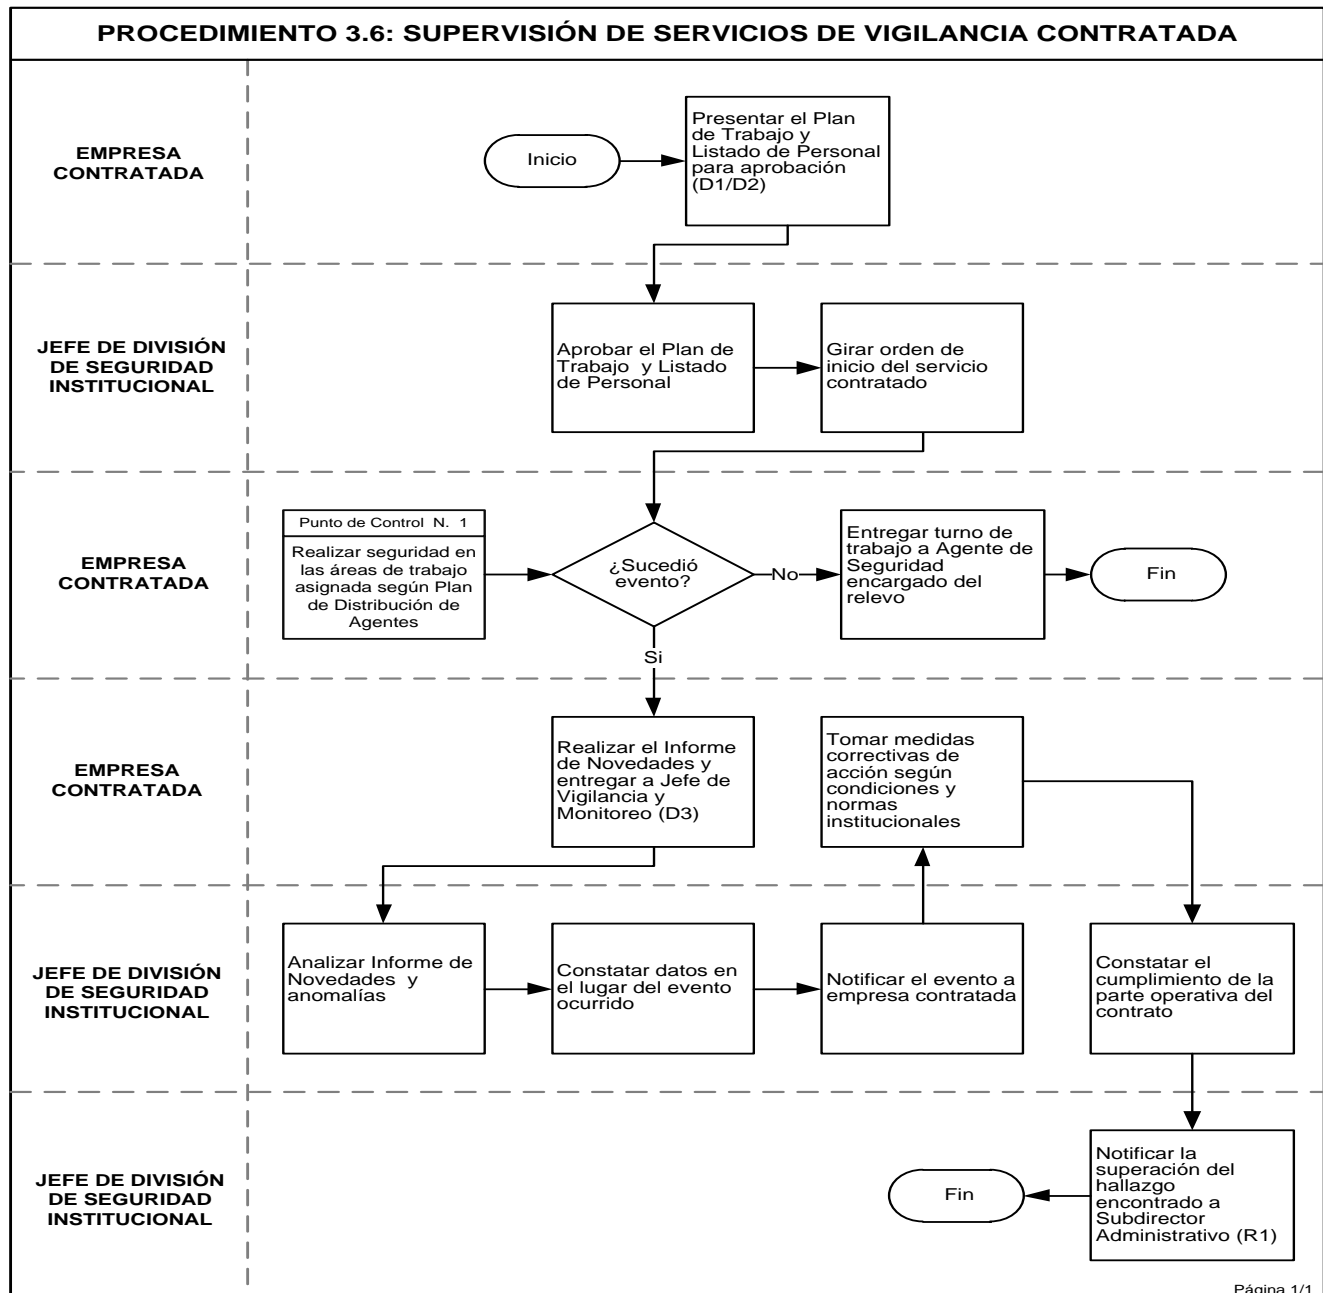 PROCEDIMIENTO 3.6: SUPERVISIÓN DE SERVICIOS DE VIGILANCIA CONTRATADA
EMPRESA
CONTRATADA
Inicio
Presentar el Plan
de Trabajo y
Listado de Personal
para aprobación
(D1/D2)
JEFE DE DIVISIÓN
DE SEGURIDAD
INSTITUCIONAL
Aprobar el Plan de
Trabajo y Listado
de Personal
Girar orden de
inicio del servicio
contratado
EMPRESA
CONTRATADA
Punto de Control N. 1
Realizar seguridad en
las áreas de trabajo
asignada según Plan
de Distribución de
Agentes
¿Sucedió
evento?
No
Entregar turno de
trabajo a Agente de
Seguridad
encargado del
relevo
Fin
Si
EMPRESA
CONTRATADA
Realizar el Informe
de Novedades y
entregar a Jefe de
Vigilancia y
Monitoreo (D3)
Tomar medidas
correctivas de
acción según
condiciones y
normas
institucionales
JEFE DE DIVISIÓN
DE SEGURIDAD
INSTITUCIONAL
Analizar Informe de
Novedades y
anomalías
Constatar datos en
el lugar del evento
ocurrido
Notificar el evento a
empresa contratada
Constatar el
cumplimiento de la
parte operativa del
contrato
JEFE DE DIVISIÓN
DE SEGURIDAD
INSTITUCIONAL
Fin
Notificar la
superación del
hallazgo
encontrado a
Subdirector
Administrativo (R1)
Página 1/1